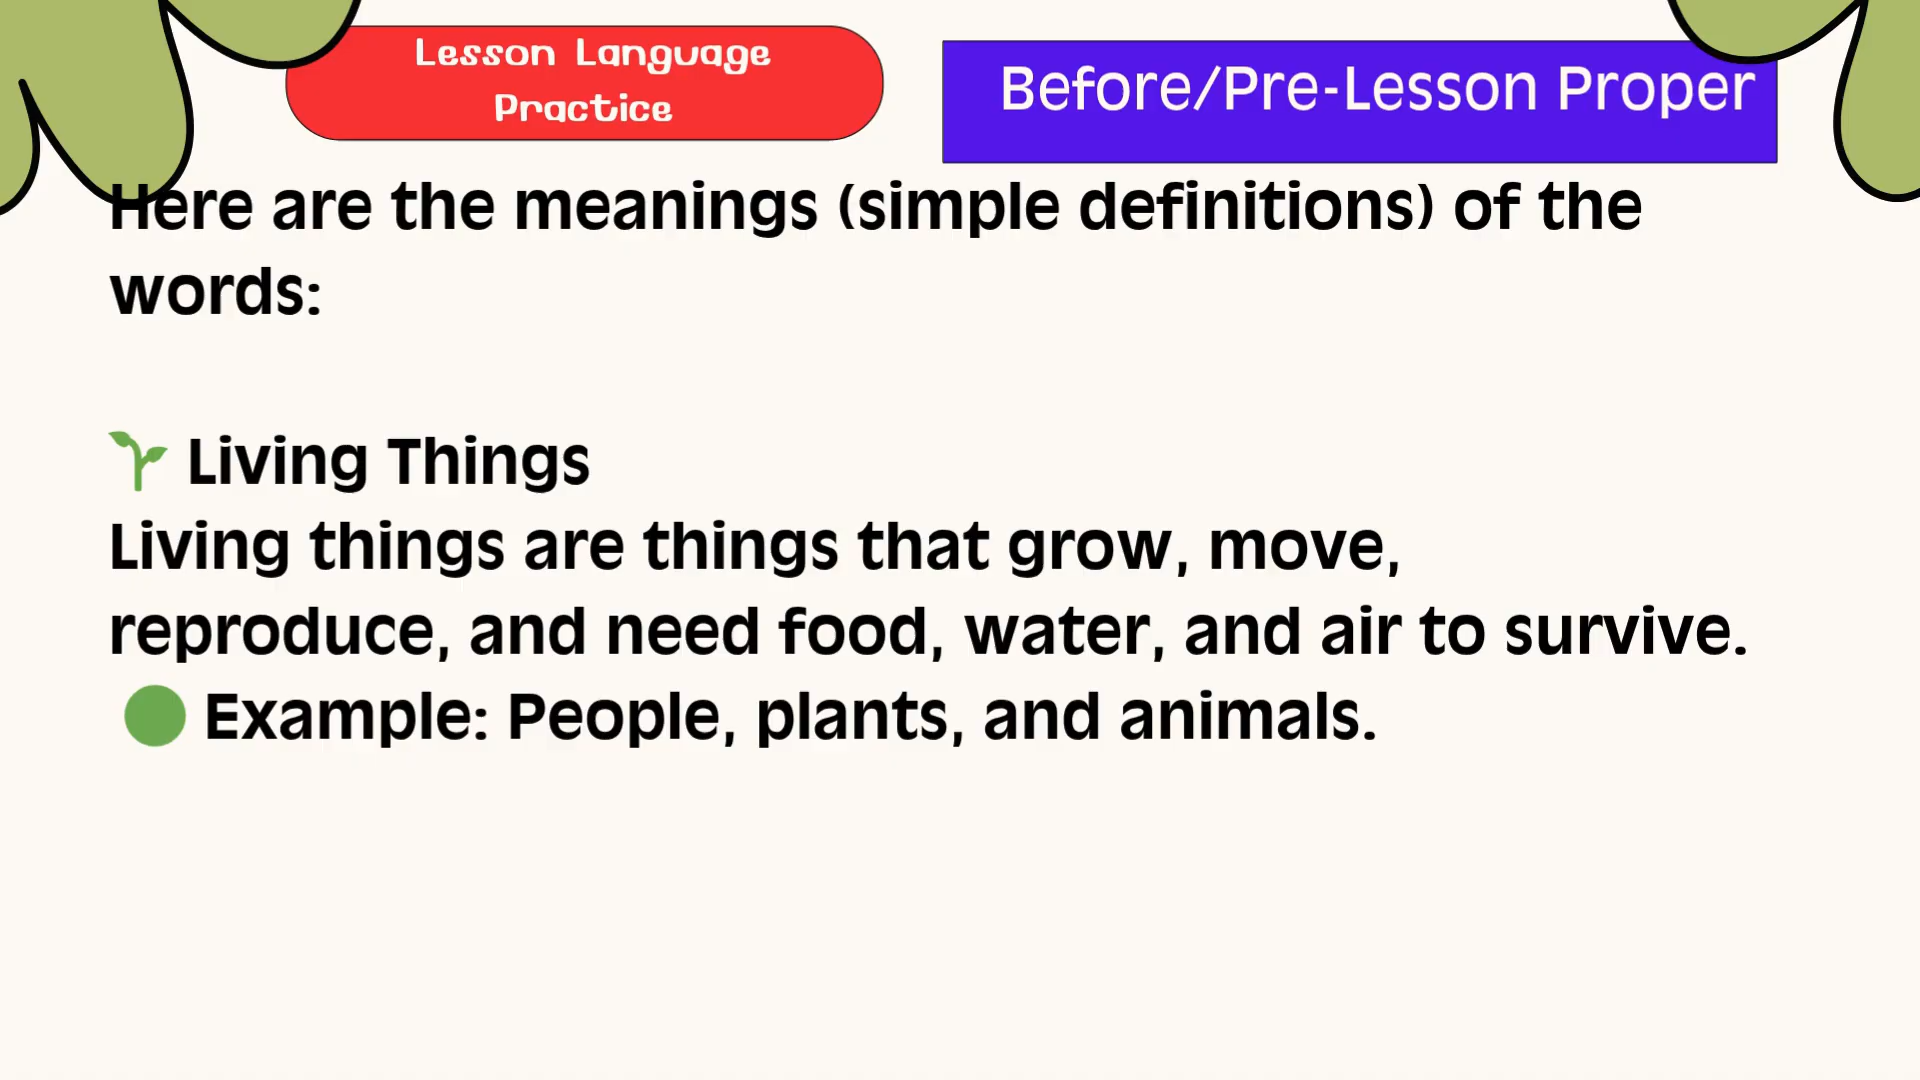 Lesson Language
Practice
Before/Pre-Lesson Proper
Here are the meanings (simple definitions) of the
words:
🌱 Living Things
Living things are things that grow, move,
reproduce, and need food, water, and air to survive.
🟢 Example: People, plants, and animals.